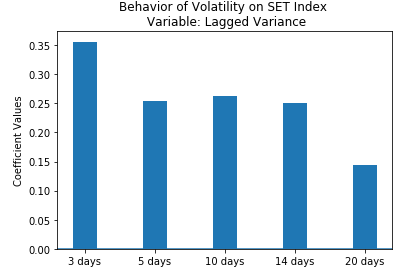 Behavior of Volatility on SET Index
Variable: Lagged Variance
Coefficient Values
0.35
0.30
0.25
0.20
0.15
0.10
0.05
0.00
3 days
5 days
10 days
14 days
20 days